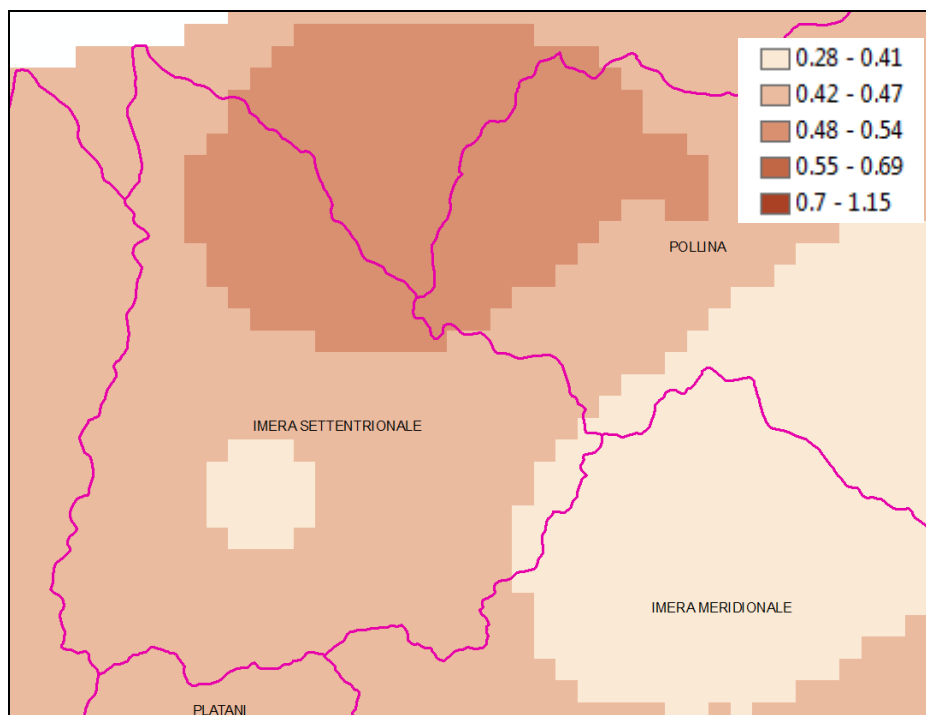 0.28 - 0.41
0.42 - 0.47
0.48 - 0.54
0.55 - 0.69
0.7 - 1.15
POLLINA
IMERA SETTENTRIONALE
IMERA MERIDIONALE
PLATANI